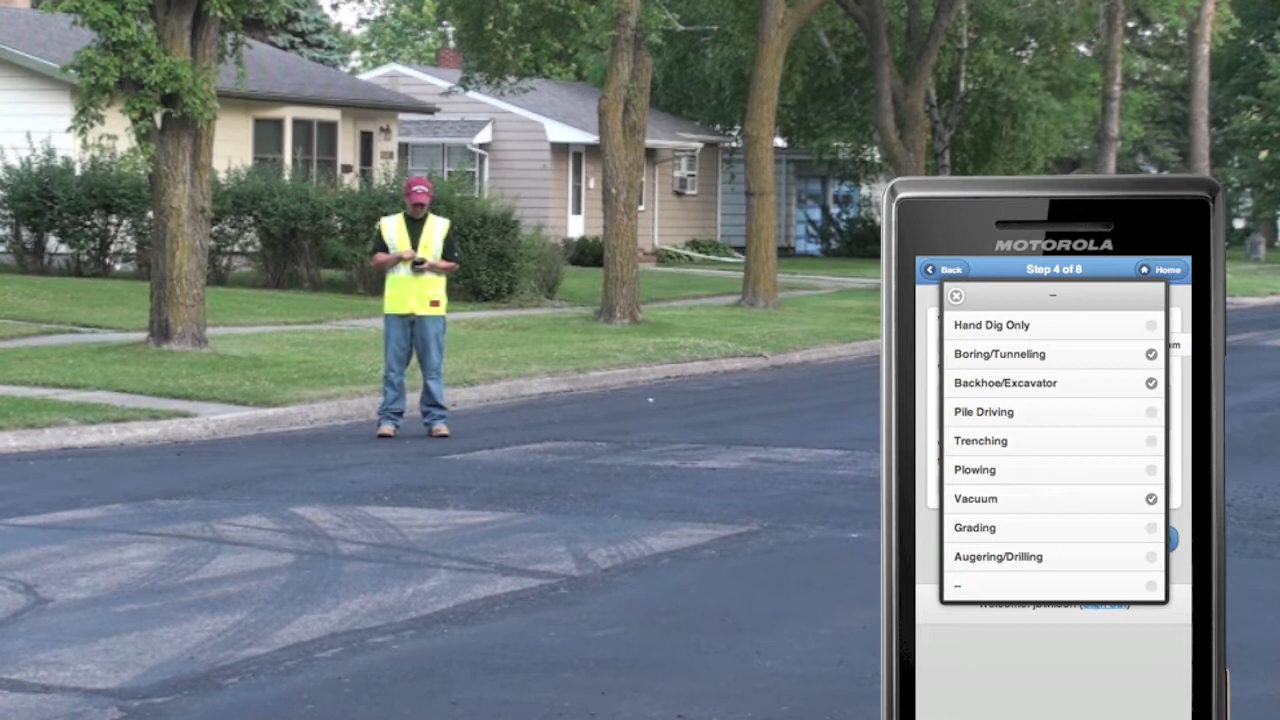 MOTOROLA
Back Step 4 of 8 Home
–
Hand Dig Only
Boring/Tunneling
Backhoe/Excavator
Pile Driving
Trenching
Plowing
Vacuum
Grading
Augering/Drilling
–